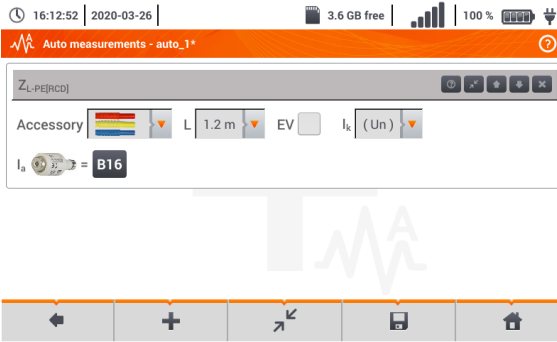 16:12:52 2020-03-26 3.6 GB free 100 %
Auto measurements - auto_1* ?
ZL-PE[RCD] ?
Accessory L 1.2 m EV Ik ( Un )
Ia = B16